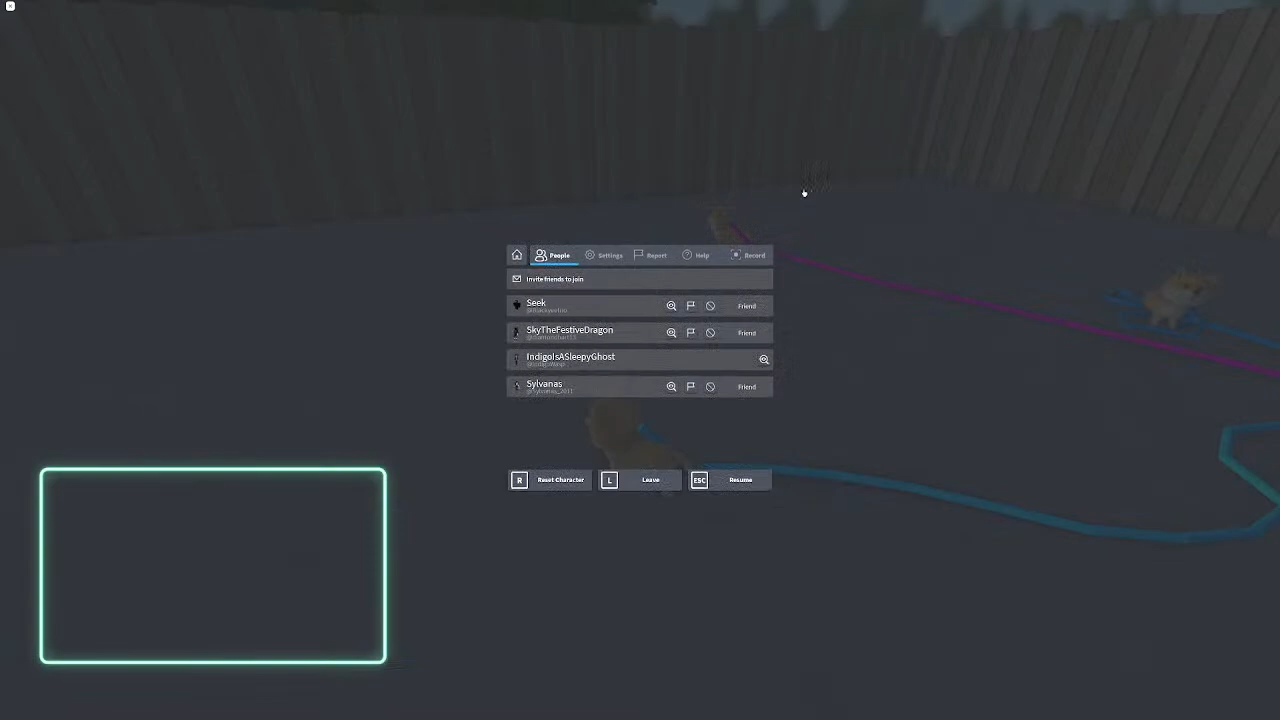 People
Settings
Report
Help
Record
Invite friends to join
Seek
Friend
SkyTheFestiveDragon
Friend
IndigoIsASleepyGhost
Sylvanas
Friend
R Reset Character
L Leave
ESC Resume